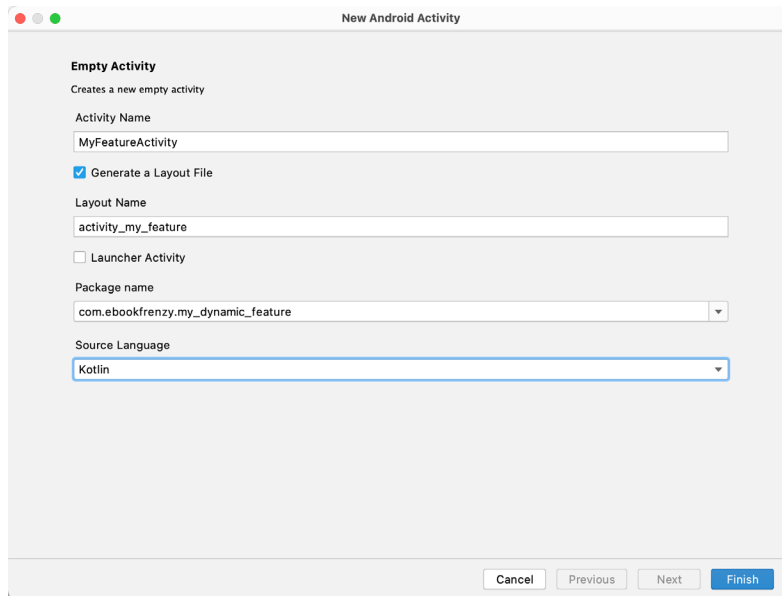 New Android Activity
Empty Activity
Creates a new empty activity
Activity Name
MyFeatureActivity
Generate a Layout File
Layout Name
activity_my_feature
Launcher Activity
Package name
com.ebookfrenzy.my_dynamic_feature
Source Language
Kotlin
Cancel Previous Next Finish